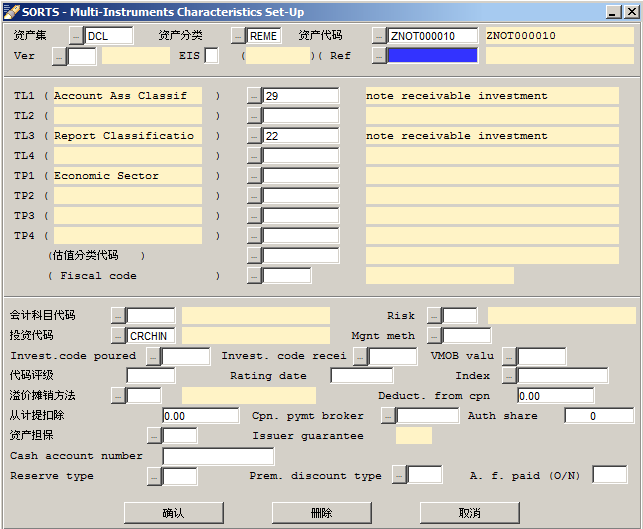 SORTS - Multi-Instruments Characteristics Set-Up
资产集 ... DCL 资产分类 ... REME 资产代码 ... ZNOT000010 ZNOT000010
Ver ... EIS ( )( Ref ...
TL1 ( Account Ass Classif ) ... 29 note receivable investment
TL2 ( ) ...
TL3 ( Report Classificatio ) ... 22 note receivable investment
TL4 ( ) ...
TP1 ( Economic Sector ) ...
TP2 ( ) ...
TP3 ( ) ...
TP4 ( ) ...
(估值分类代码 ) ...
( Fiscal code ) ...
会计科目代码 ... Risk ...
投资代码 ... CRCHIN Mgnt meth ...
Invest.code poured ... Invest. code recei ... VMOB valu ...
代码评级 Rating date Index ...
溢价摊销方法 ... Deduct. from cpn 0.00
从计提扣除 0.00 Cpn. pymt broker ... Auth share 0
资产担保 ... Issuer guarantee
Cash account number
Reserve type ... Prem. discount type ... A. f. paid (O/N)
确认 删除 取消